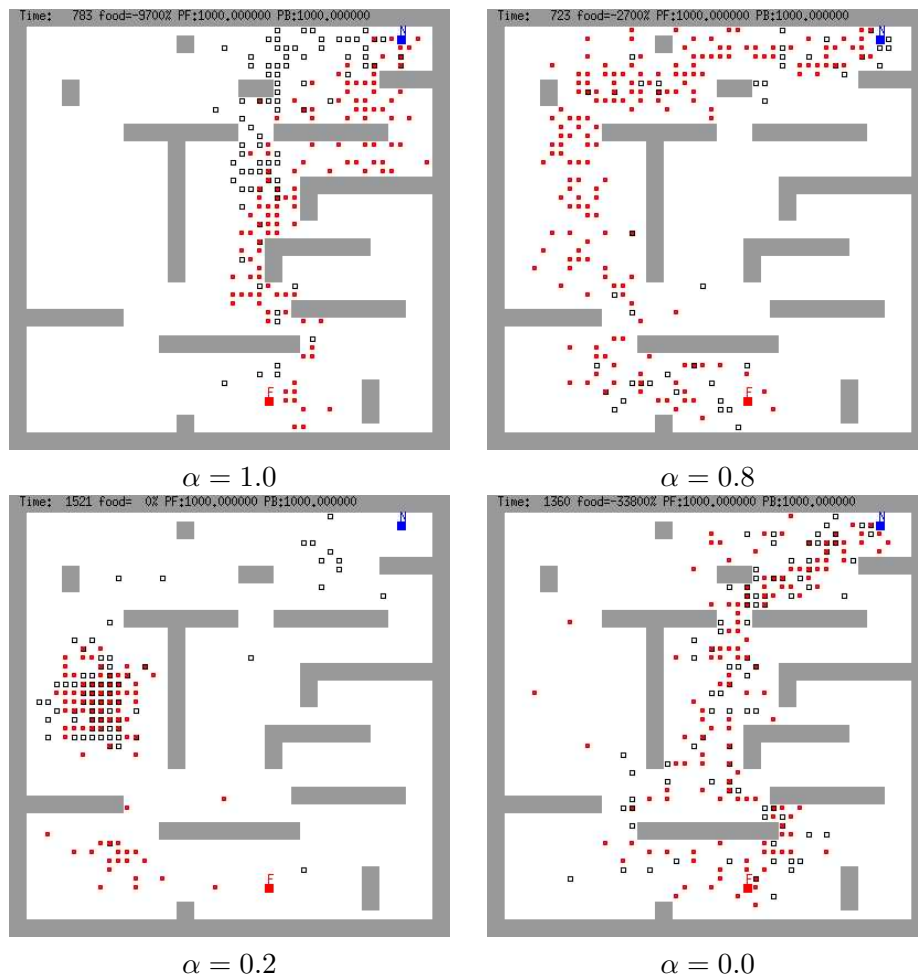 Time: 783 food=-9700% PF:1000.000000 PB:1000.000000
N
F
α = 1.0
Time: 723 food=-2700% PF:1000.000000 PB:1000.000000
N
F
α = 0.8
Time: 1521 food= 0% PF:1000.000000 PB:1000.000000
N
F
α = 0.2
Time: 1360 food=-33800% PF:1000.000000 PB:1000.000000
N
F
α = 0.0